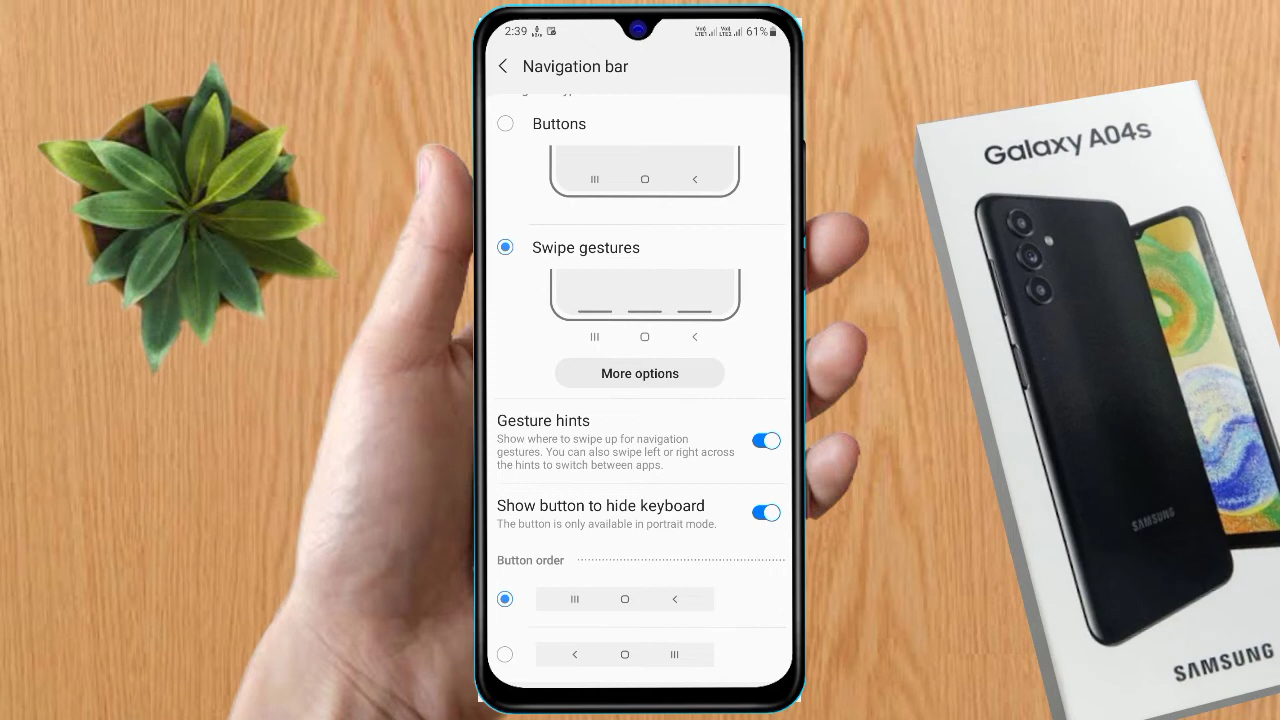 2:39
61%
Navigation bar
Buttons
Swipe gestures
More options
Gesture hints
Show where to swipe up for navigation
gestures. You can also swipe left or right across
the hints to switch between apps.
Show button to hide keyboard
The button is only available in portrait mode.
Button order
Galaxy A04s
SAMSUNG
SAMSUNG